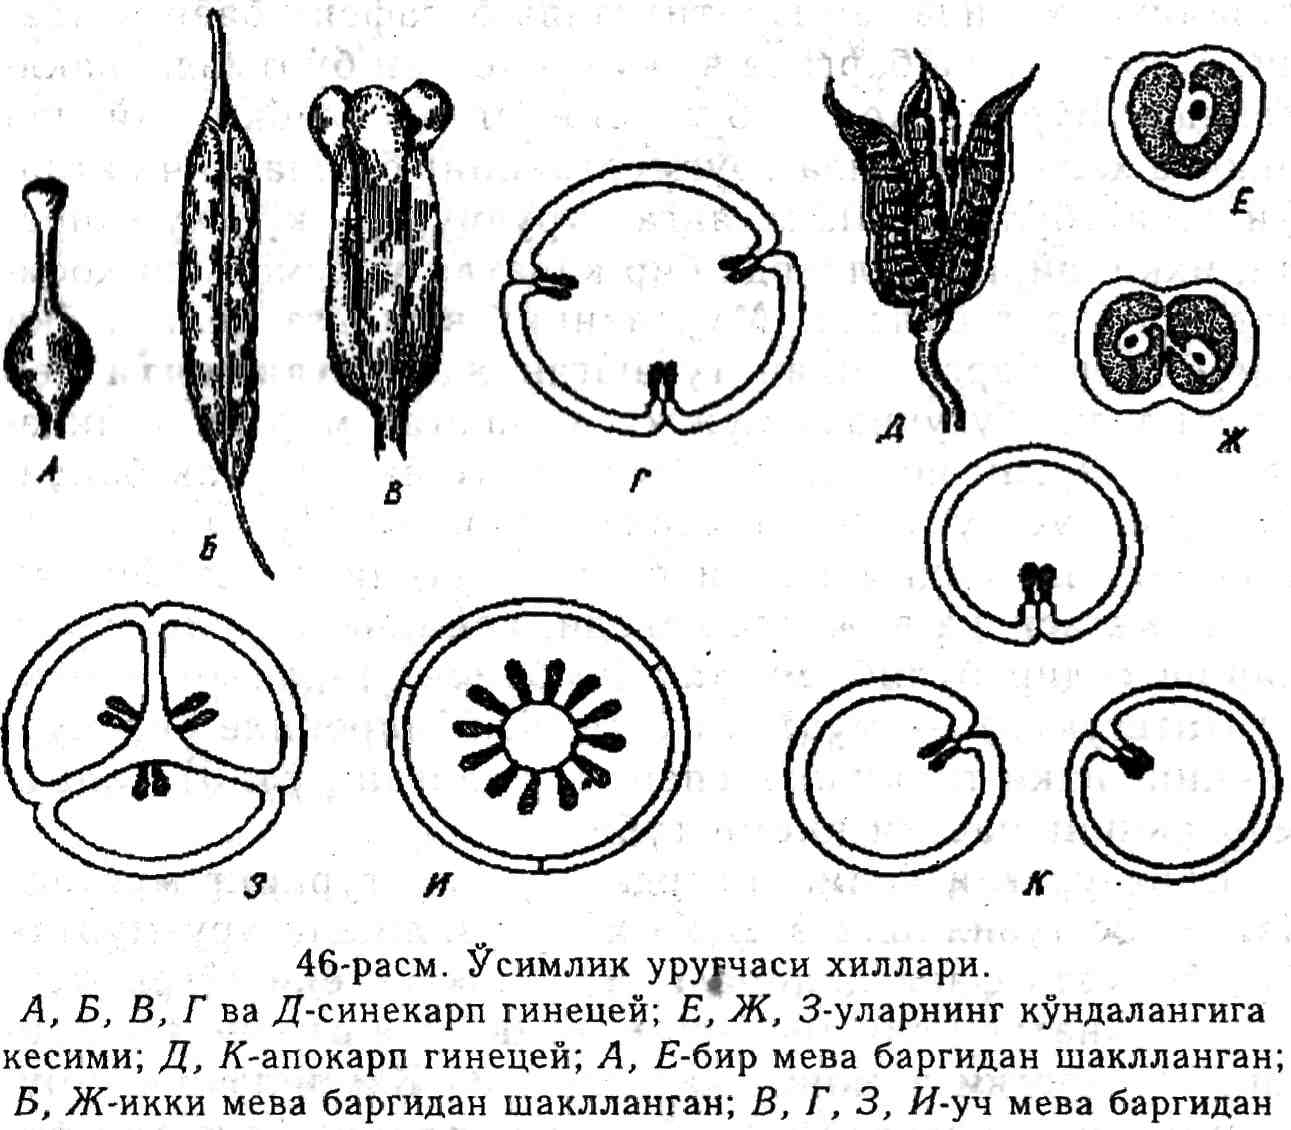 Е
А
Б
В
Г
Д
Ж
З
И
К
46-расм. Ўсимлик уруғчаси хиллари.
А, Б, В, Г ва Д-синекарп гинецей; Е, Ж, З-уларнинг кўндалангига
кесими; Д, К-апокарп гинецей; А, Е-бир мева баргидан шаклланган;
Б, Ж-икки мева баргидан шаклланган; В, Г, З, И-уч мева баргидан